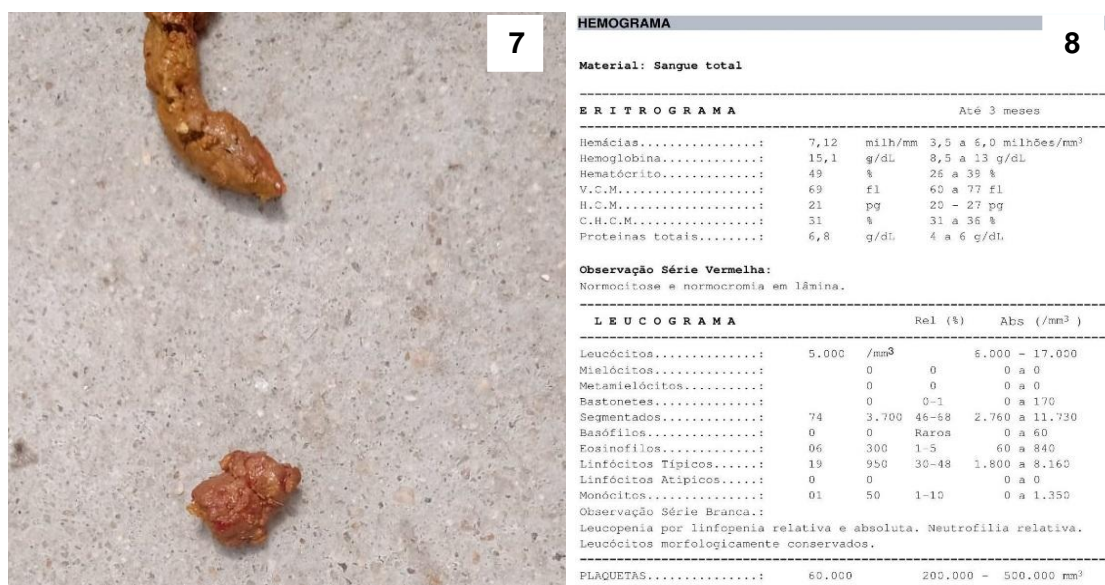 7
HEMOGRAMA
8
Material: Sangue total
E R I T R O G R A M A Até 3 meses
Hemácias................: 7,12 milh/mm 3,5 a 6,0 milhões/mm³
Hemoglobina.............: 15,1 g/dL 8,5 a 13 g/dL
Hematócrito.............: 49 % 26 a 39 %
V.C.M...................: 69 fl 60 a 77 fl
H.C.M...................: 21 pg 20 - 27 pg
C.H.C.M.................: 31 % 31 a 36 %
Proteinas totais........: 6,8 g/dL 4 a 6 g/dL
Observação Série Vermelha:
Normocitose e normocromia em lâmina.
L E U C O G R A M A Rel (%) Abs (/mm³ )
Leucócitos..............: 5.000 /mm³ 6.000 - 17.000
Mielócitos..............: 0 0 0 a 0
Metamielócitos..........: 0 0 0 a 0
Bastonetes..............: 0 0-1 0 a 170
Segmentados.............: 74 3.700 46-68 2.760 a 11.730
Basófilos...............: 0 0 Raros 0 a 60
Eosinofilos.............: 06 300 1-5 60 a 840
Linfócitos Típicos......: 19 950 30-48 1.800 a 8.160
Linfócitos Atipicos.....: 0 0 0 a 0
Monócitos...............: 01 50 1-10 0 a 1.350
Observação Série Branca.:
Leucopenia por linfopenia relativa e absoluta. Neutrofilia relativa.
Leucócitos morfologicamente conservados.
PLAQUETAS...............: 60.000 200.000 - 500.000 mm³